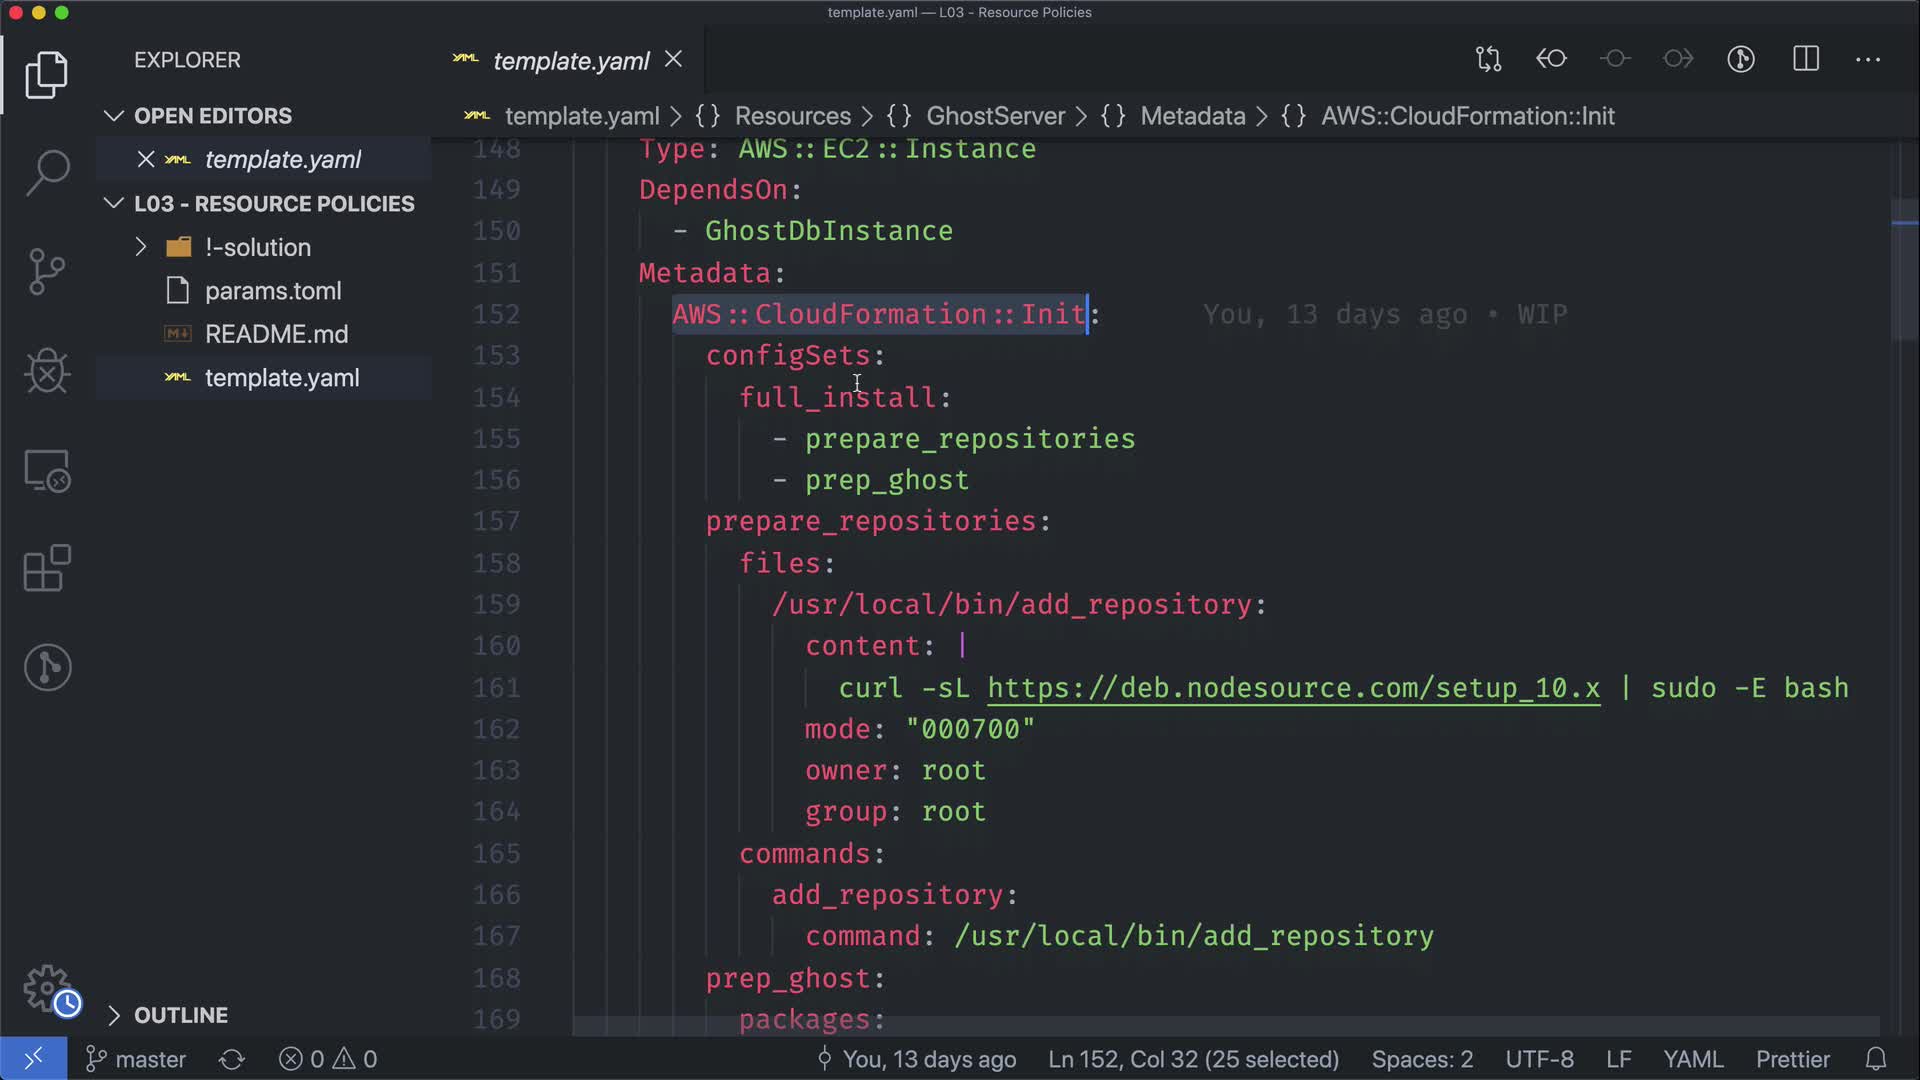 template.yaml — L03 - Resource Policies
EXPLORER
OPEN EDITORS
template.yaml
L03 - RESOURCE POLICIES
!-solution
params.toml
README.md
template.yaml
OUTLINE
template.yaml
template.yaml > {} Resources > {} GhostServer > {} Metadata > {} AWS::CloudFormation::Init
148 Type: AWS::EC2::Instance
149 DependsOn:
150 - GhostDbInstance
151 Metadata:
152 AWS::CloudFormation::Init: You, 13 days ago • WIP
153 configSets:
154 full_install:
155 - prepare_repositories
156 - prep_ghost
157 prepare_repositories:
158 files:
159 /usr/local/bin/add_repository:
160 content: |
161 curl -sL https://deb.nodesource.com/setup_10.x | sudo -E bash
162 mode: "000700"
163 owner: root
164 group: root
165 commands:
166 add_repository:
167 command: /usr/local/bin/add_repository
168 prep_ghost:
169 packages:
master 0 0 You, 13 days ago Ln 152, Col 32 (25 selected) Spaces: 2 UTF-8 LF YAML Prettier